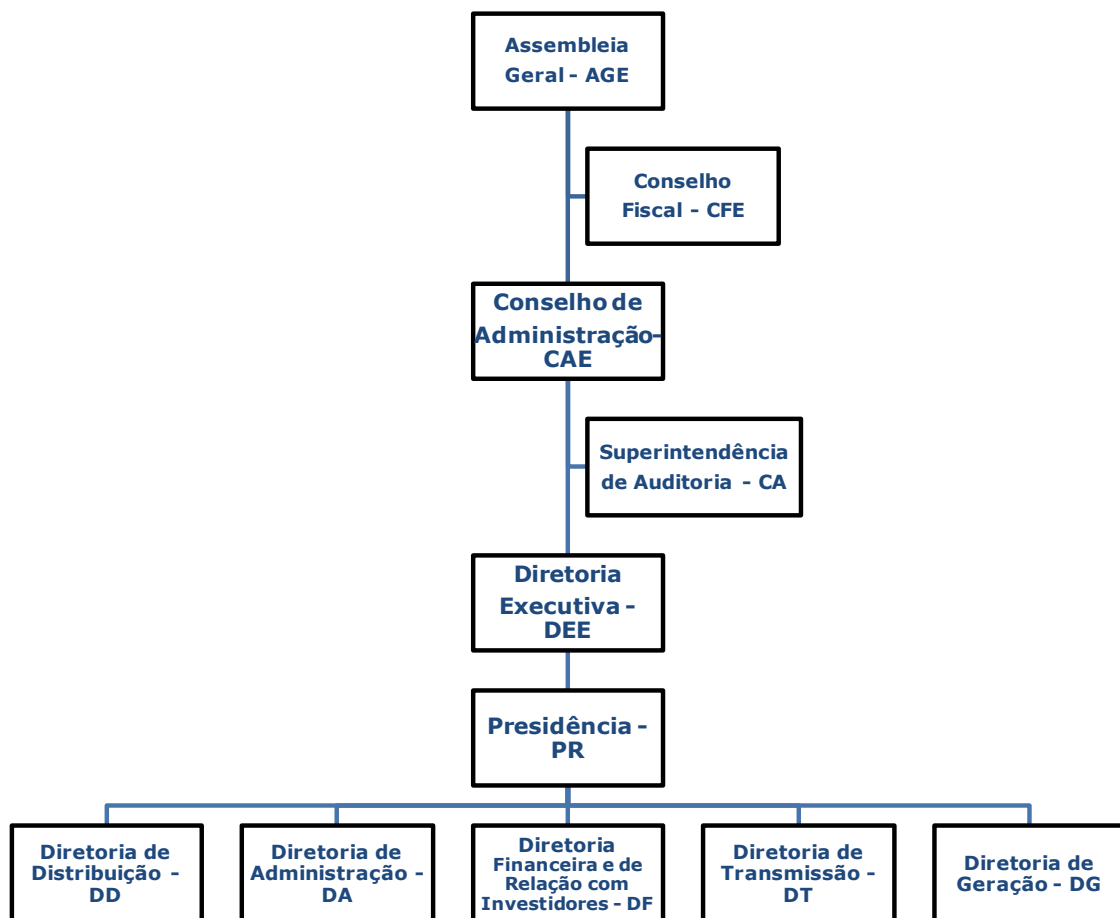 Assembleia
Geral - AGE
Conselho
Fiscal - CFE
Conselho de
Administração-
CAE
Superintendência
de Auditoria - CA
Diretoria
Executiva -
DEE
Presidência -
PR
Diretoria de
Distribuição -
DD
Diretoria de
Administração -
DA
Diretoria
Financeira e de
Relação com
Investidores - DF
Diretoria de
Transmissão -
DT
Diretoria de
Geração - DG